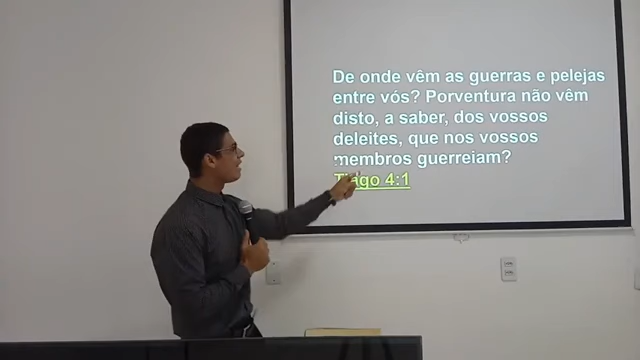 De onde vêm as guerras e pelejas
entre vós? Porventura não vêm
disto, a saber, dos vossos
deleites, que nos vossos
membros guerreiam?
Tiago 4:1